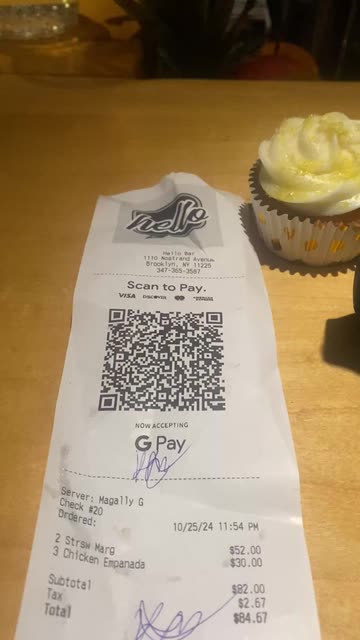 hello
Hello Bar
1110 Nostrand Avenue
Brooklyn, NY 11225
347-365-3587
Scan to Pay.
VISA DISCOVER
NOW ACCEPTING
G Pay
Server: Magally G
Check #20
Ordered:
10/25/24 11:54 PM
2 Strsw Marg $52.00
3 Chicken Empanada $30.00
Subtotal $82.00
Tax $2.67
Total $84.67